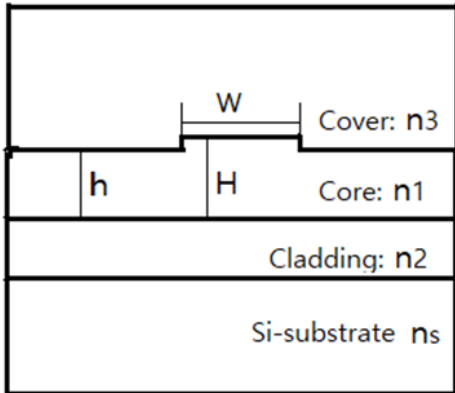 W
Cover: n3
h
H
Core: n1
Cladding: n2
Si-substrate ns